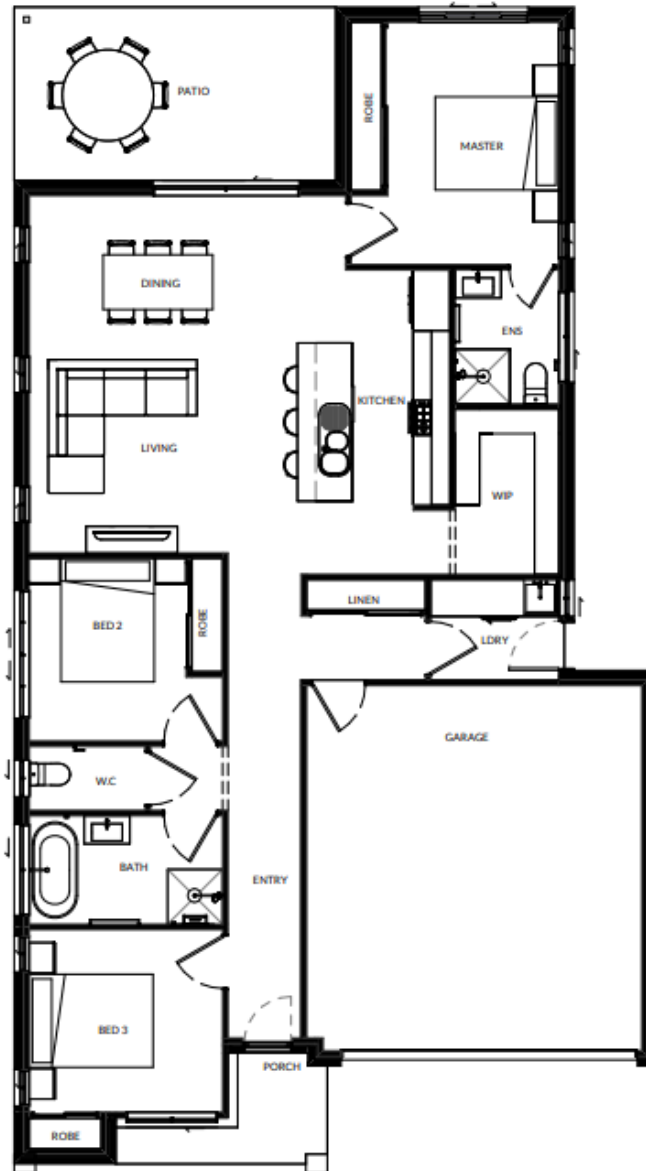 PATIO
ROBE
MASTER
DINING
ENS
KITCHEN
LIVING
WIP
LINEN
BED 2
ROBE
LDRY
GARAGE
W.C
BATH
ENTRY
BED 3
PORCH
ROBE